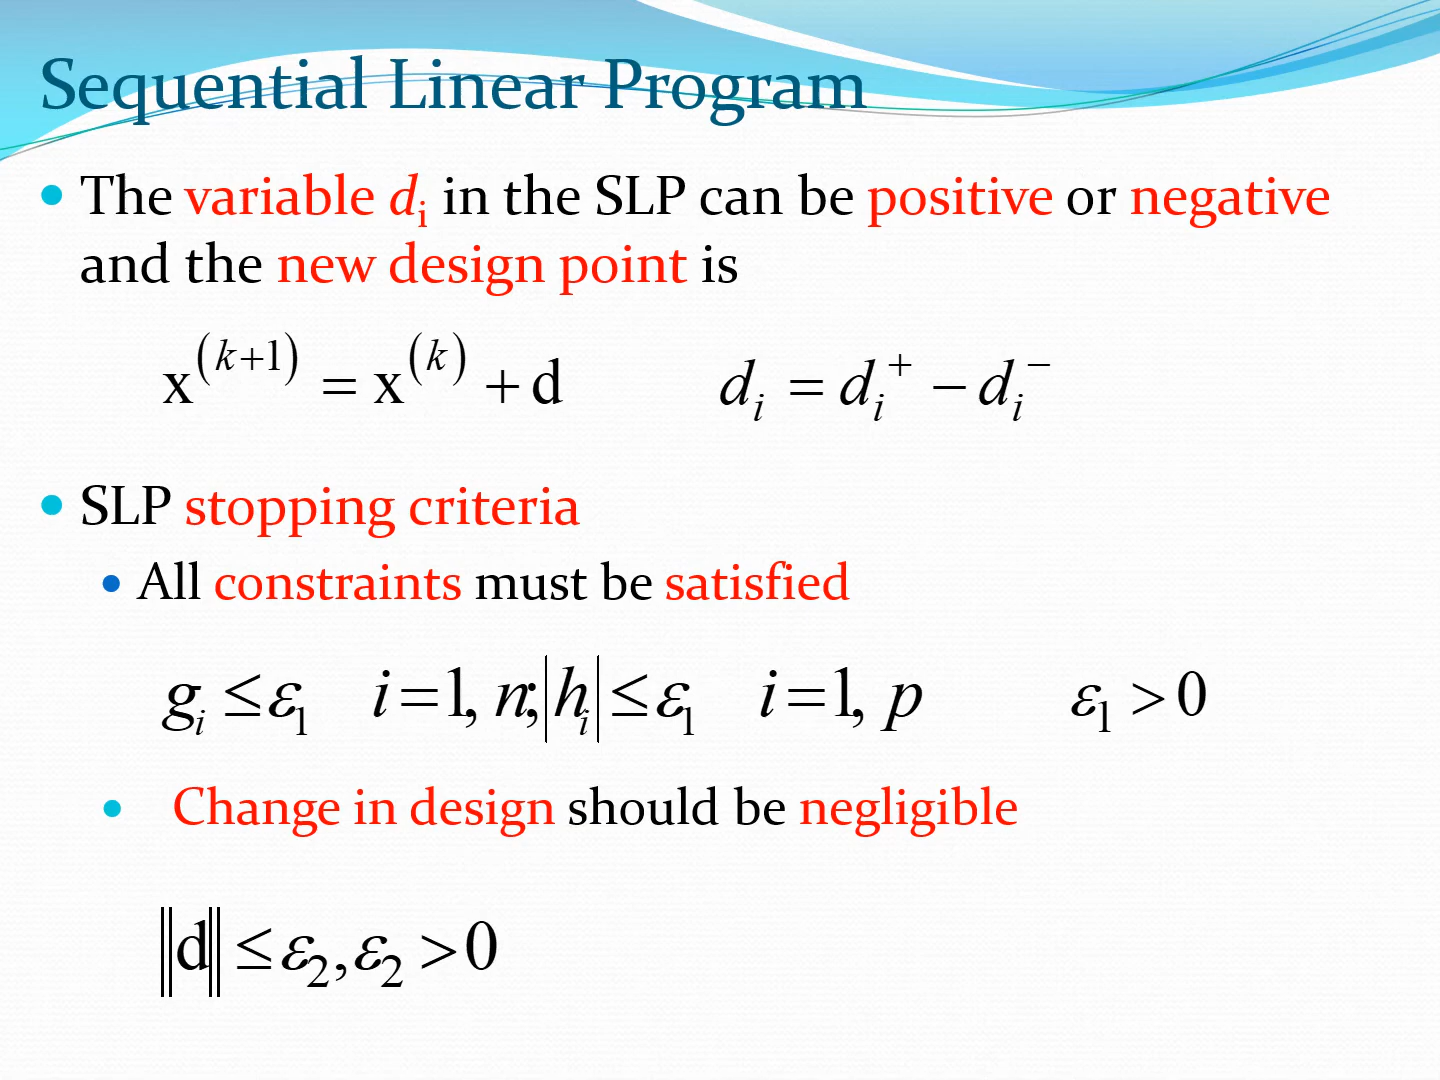 Sequential Linear Program
• The variable dᵢ in the SLP can be positive or negative
and the new design point is
x^(k+1) = x^(k) + d    dᵢ = dᵢ⁺ − dᵢ⁻
• SLP stopping criteria
• All constraints must be satisfied
gᵢ ≤ ε₁  i = 1, n; |hᵢ| ≤ ε₁  i = 1, p    ε₁ > 0
• Change in design should be negligible
‖d‖ ≤ ε₂, ε₂ > 0